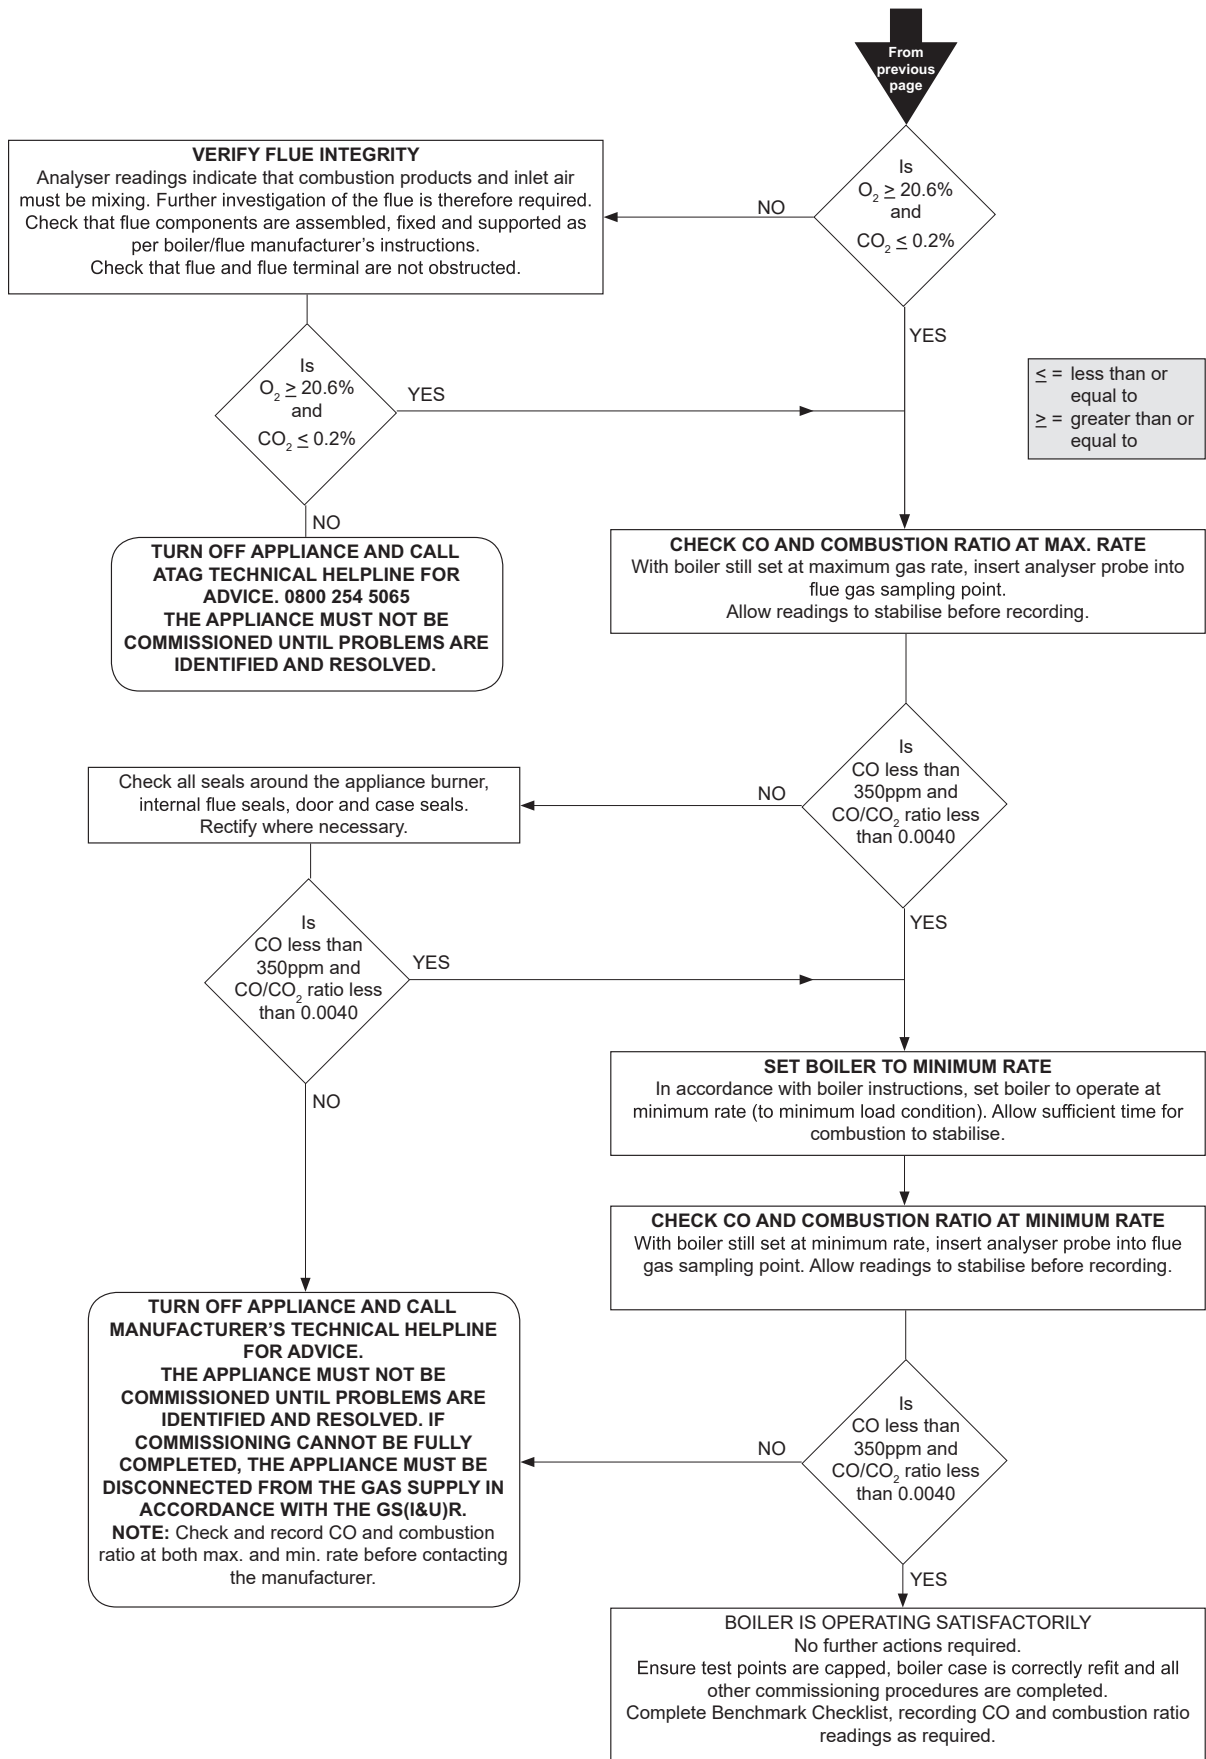 From
previous
page
Is
O₂ ≥ 20.6%
and
CO₂ ≤ 0.2%
NO
VERIFY FLUE INTEGRITY
Analyser readings indicate that combustion products and inlet air
must be mixing. Further investigation of the flue is therefore required.
Check that flue components are assembled, fixed and supported as
per boiler/flue manufacturer's instructions.
Check that flue and flue terminal are not obstructed.
YES
Is
O₂ ≥ 20.6%
and
CO₂ ≤ 0.2%
YES
≤ = less than or
equal to
≥ = greater than or
equal to
NO
TURN OFF APPLIANCE AND CALL
ATAG TECHNICAL HELPLINE FOR
ADVICE. 0800 254 5065
THE APPLIANCE MUST NOT BE
COMMISSIONED UNTIL PROBLEMS ARE
IDENTIFIED AND RESOLVED.
CHECK CO AND COMBUSTION RATIO AT MAX. RATE
With boiler still set at maximum gas rate, insert analyser probe into
flue gas sampling point.
Allow readings to stabilise before recording.
Is
CO less than
350ppm and
CO/CO₂ ratio less
than 0.0040
NO
Check all seals around the appliance burner,
internal flue seals, door and case seals.
Rectify where necessary.
YES
Is
CO less than
350ppm and
CO/CO₂ ratio less
than 0.0040
YES
NO
SET BOILER TO MINIMUM RATE
In accordance with boiler instructions, set boiler to operate at
minimum rate (to minimum load condition). Allow sufficient time for
combustion to stabilise.
CHECK CO AND COMBUSTION RATIO AT MINIMUM RATE
With boiler still set at minimum rate, insert analyser probe into flue
gas sampling point. Allow readings to stabilise before recording.
TURN OFF APPLIANCE AND CALL
MANUFACTURER'S TECHNICAL HELPLINE
FOR ADVICE.
THE APPLIANCE MUST NOT BE
COMMISSIONED UNTIL PROBLEMS ARE
IDENTIFIED AND RESOLVED. IF
COMMISSIONING CANNOT BE FULLY
COMPLETED, THE APPLIANCE MUST BE
DISCONNECTED FROM THE GAS SUPPLY IN
ACCORDANCE WITH THE GS(I&U)R.
NOTE: Check and record CO and combustion
ratio at both max. and min. rate before contacting
the manufacturer.
Is
CO less than
350ppm and
CO/CO₂ ratio less
than 0.0040
NO
YES
BOILER IS OPERATING SATISFACTORILY
No further actions required.
Ensure test points are capped, boiler case is correctly refit and all
other commissioning procedures are completed.
Complete Benchmark Checklist, recording CO and combustion ratio
readings as required.